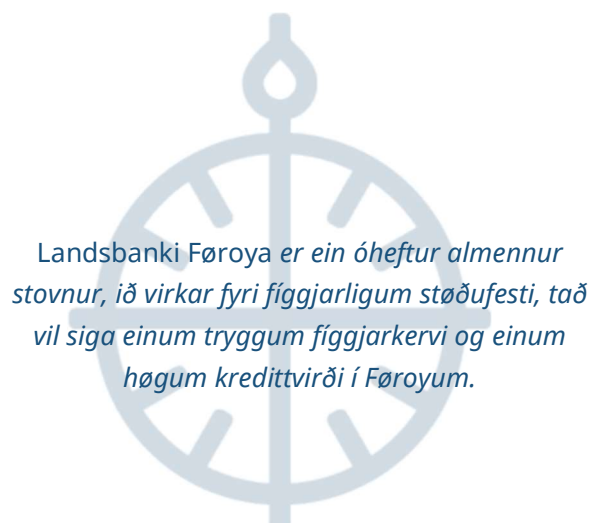 Landsbanki Føroya er ein óheftur almennur
stovnur, ið virkar fyri fíggjarligum støðufesti, tað
vil siga einum tryggum fíggjarkervi og einum
høgum kredittvirði í Føroyum.